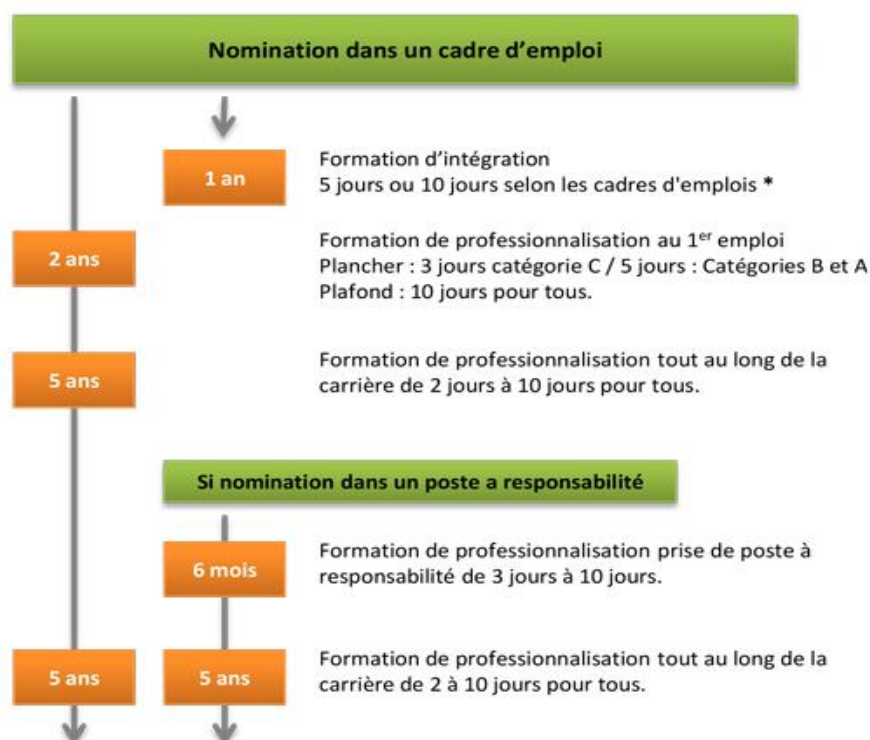 Nomination dans un cadre d’emploi
1 an
Formation d’intégration
5 jours ou 10 jours selon les cadres d'emplois *
2 ans
Formation de professionnalisation au 1er emploi
Plancher : 3 jours catégorie C / 5 jours : Catégories B et A
Plafond : 10 jours pour tous.
5 ans
Formation de professionnalisation tout au long de la
carrière de 2 jours à 10 jours pour tous.
Si nomination dans un poste a responsabilité
6 mois
Formation de professionnalisation prise de poste à
responsabilité de 3 jours à 10 jours.
5 ans
5 ans
Formation de professionnalisation tout au long de la
carrière de 2 à 10 jours pour tous.